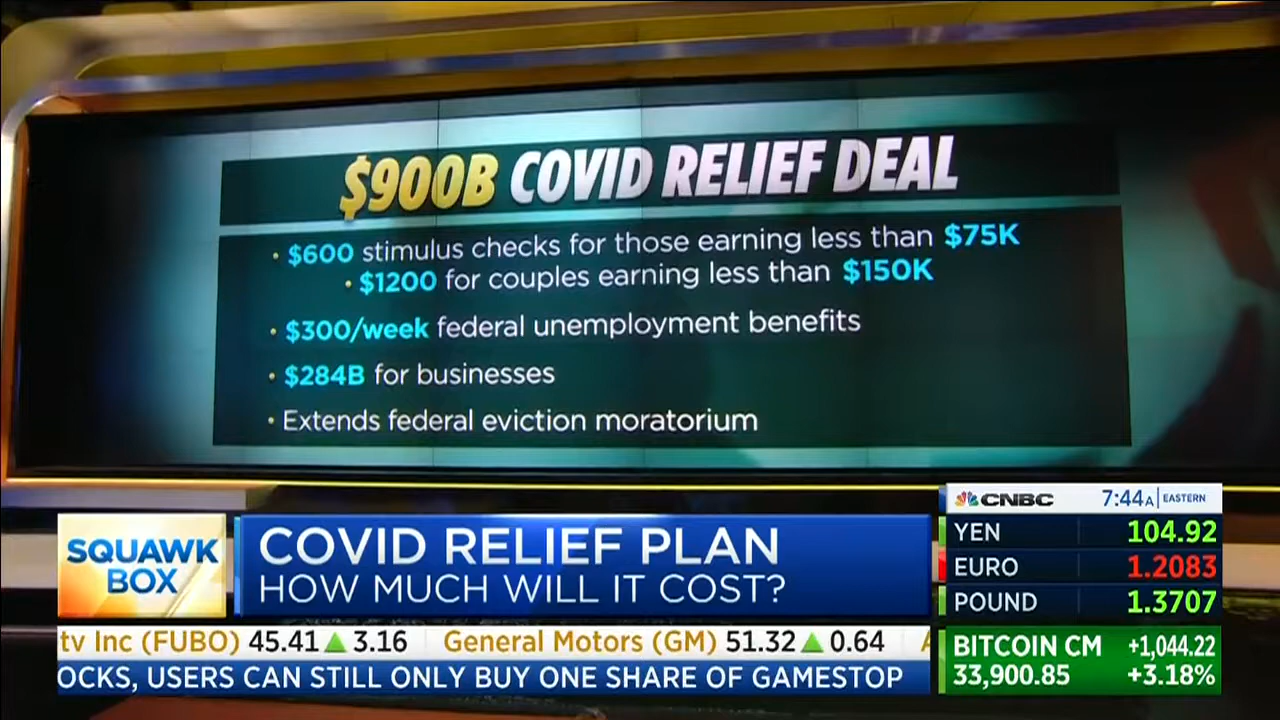 $900B COVID RELIEF DEAL
• $600 stimulus checks for those earning less than $75K
• $1200 for couples earning less than $150K
• $300/week federal unemployment benefits
• $284B for businesses
• Extends federal eviction moratorium
CNBC 7:44A | EASTERN
SQUAWK BOX
COVID RELIEF PLAN
HOW MUCH WILL IT COST?
YEN 104.92
EURO 1.2083
POUND 1.3707
tv Inc (FUBO) 45.41▲3.16 General Motors (GM) 51.32▲0.64
OCKS, USERS CAN STILL ONLY BUY ONE SHARE OF GAMESTOP
BITCOIN CM +1,044.22
33,900.85 +3.18%